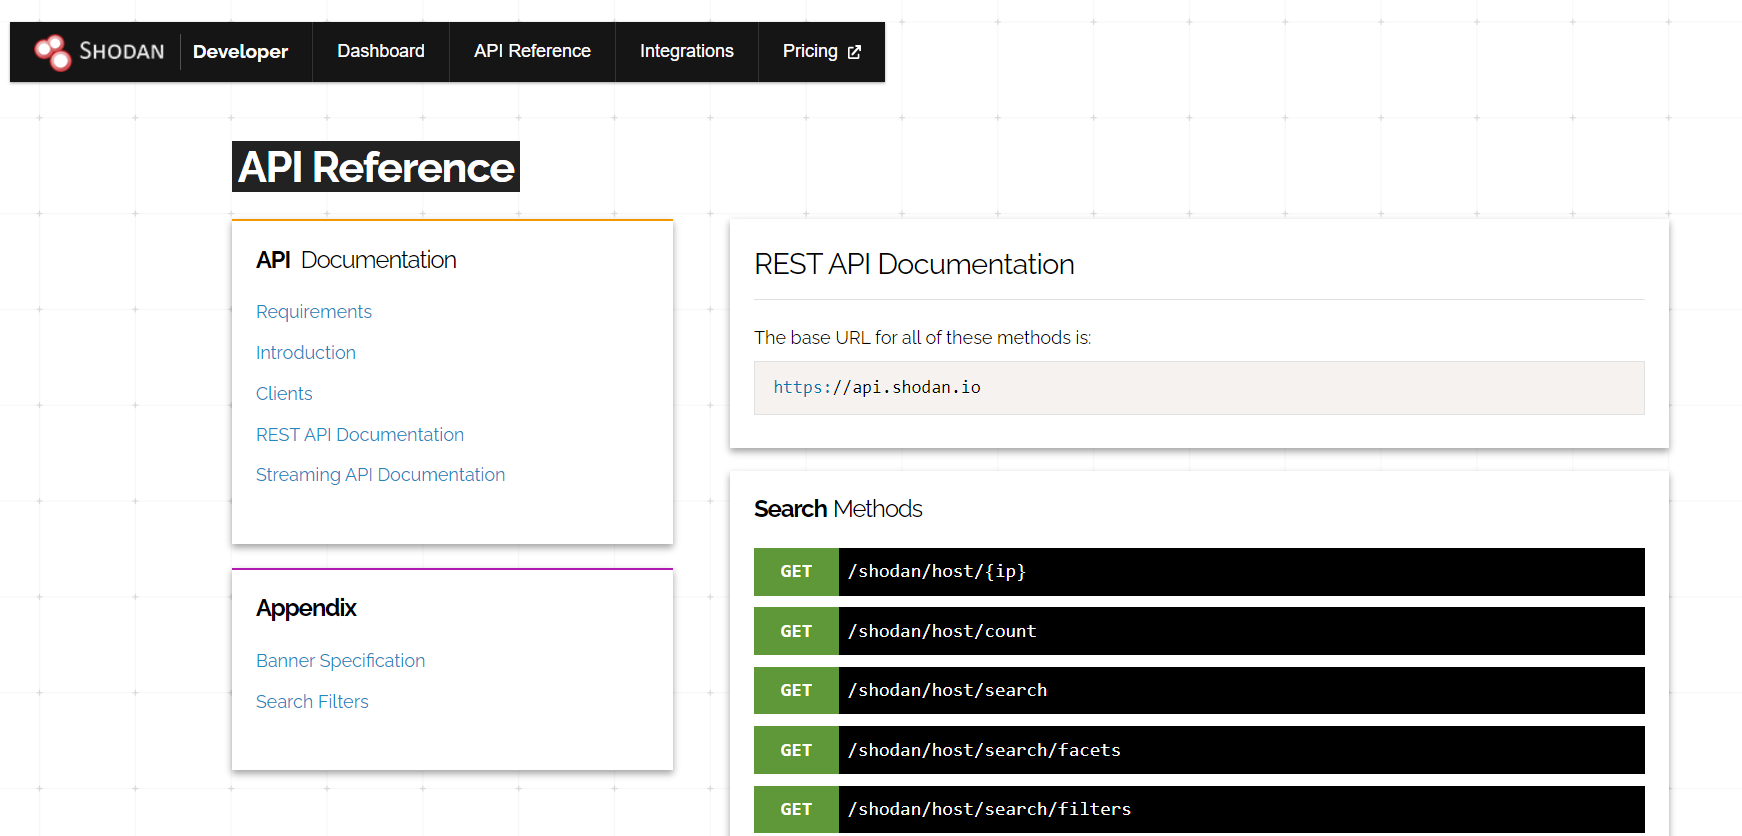 SHODAN Developer Dashboard API Reference Integrations Pricing
API Reference
API Documentation
Requirements
Introduction
Clients
REST API Documentation
Streaming API Documentation
Appendix
Banner Specification
Search Filters
REST API Documentation
The base URL for all of these methods is:
https://api.shodan.io
Search Methods
GET /shodan/host/{ip}
GET /shodan/host/count
GET /shodan/host/search
GET /shodan/host/search/facets
GET /shodan/host/search/filters